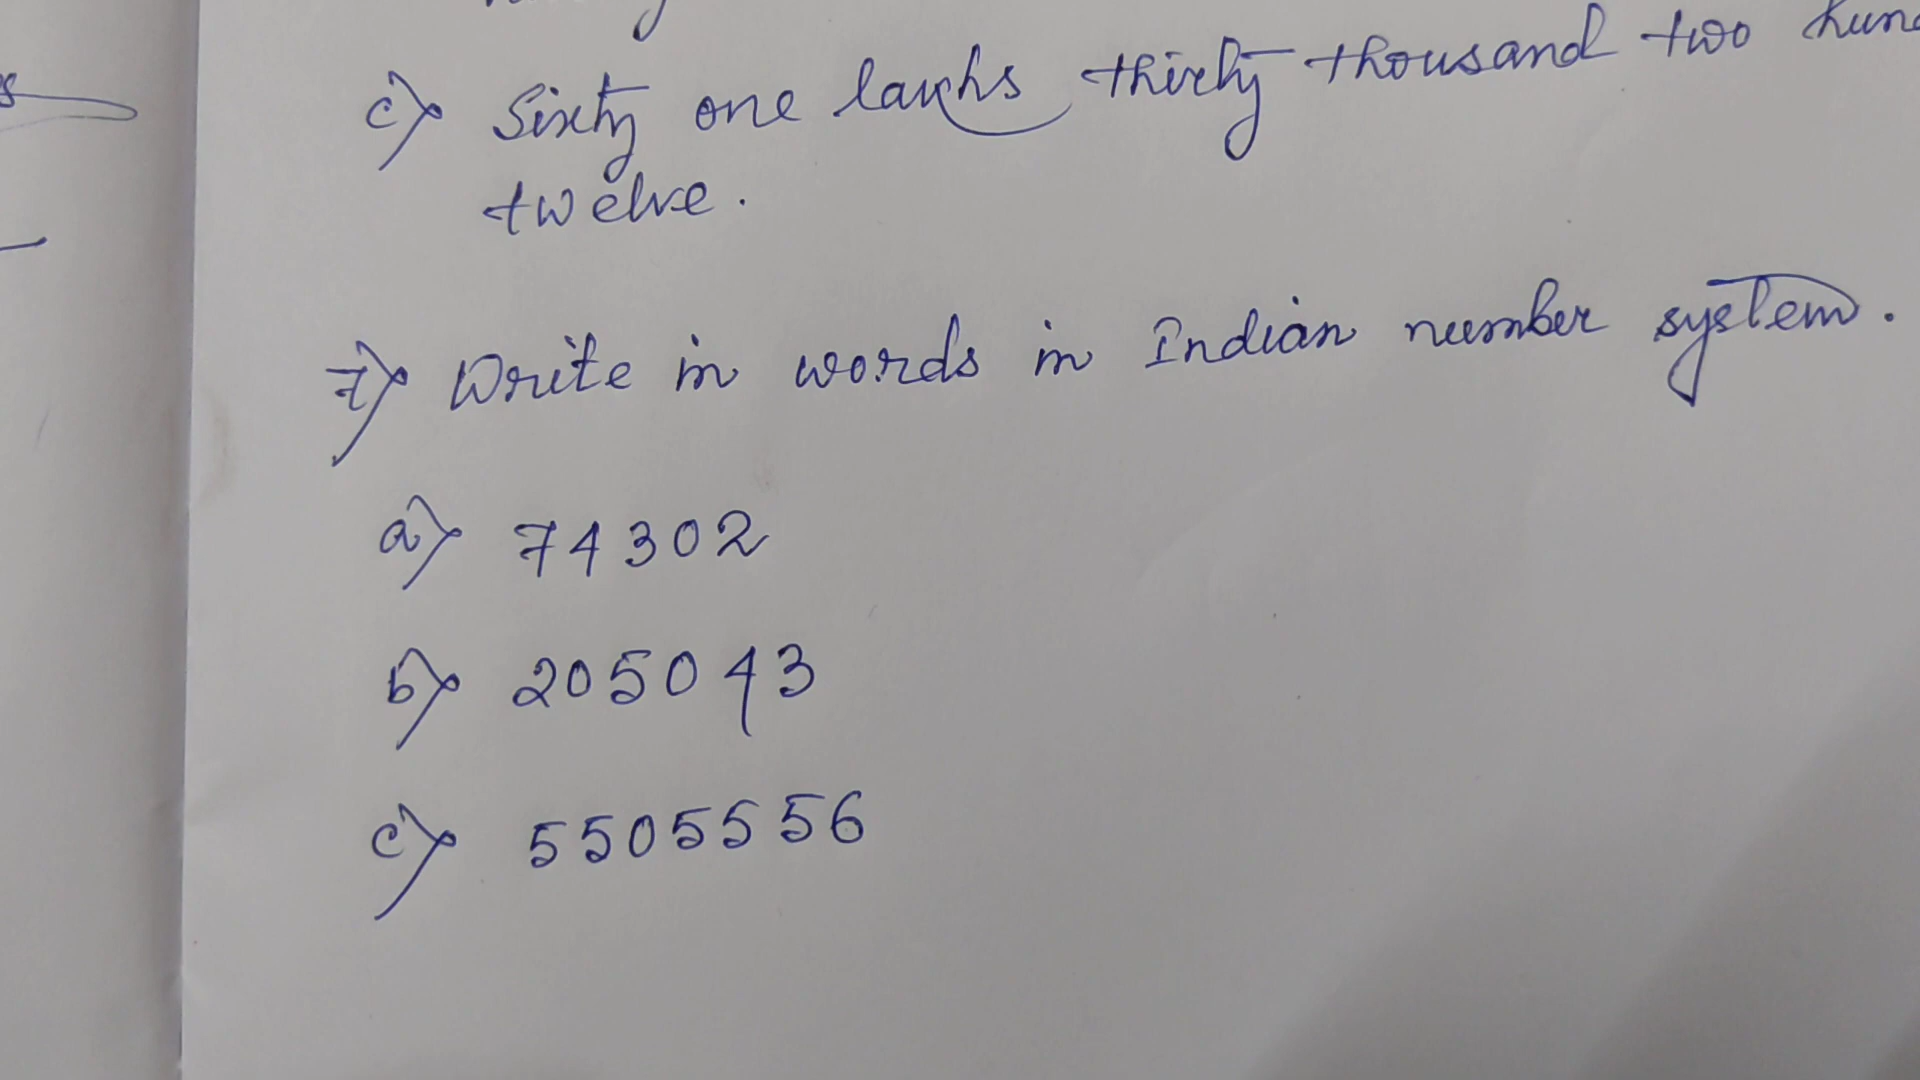 c) Sixty one lakhs thirty thousand two
twelve.
7) Write in words in Indian number system.
a) 74302
b) 205043
c) 5505556